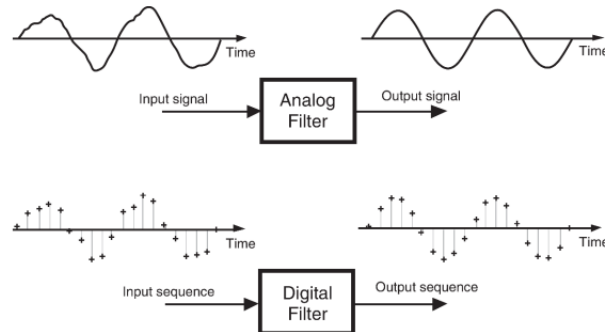 Time
Time
Input signal
Analog
Filter
Output signal
Time
Time
Input sequence
Digital
Filter
Output sequence